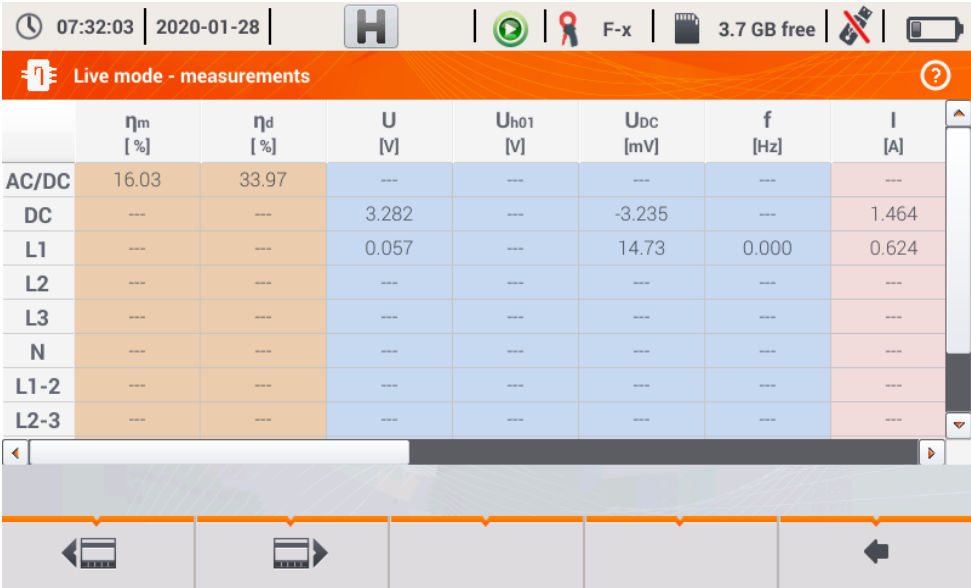 07:32:03 2020-01-28 H F-x 3.7 GB free
η Live mode - measurements ?
ηm ηd U Uh01 UDC f I
[ %] [ %] [V] [V] [mV] [Hz] [A]
AC/DC 16.03 33.97 --- --- --- --- ---
DC --- --- 3.282 --- -3.235 --- 1.464
L1 --- --- 0.057 --- 14.73 0.000 0.624
L2 --- --- --- --- --- --- ---
L3 --- --- --- --- --- --- ---
N --- --- --- --- --- --- ---
L1-2 --- --- --- --- --- --- ---
L2-3 --- --- --- --- --- --- ---